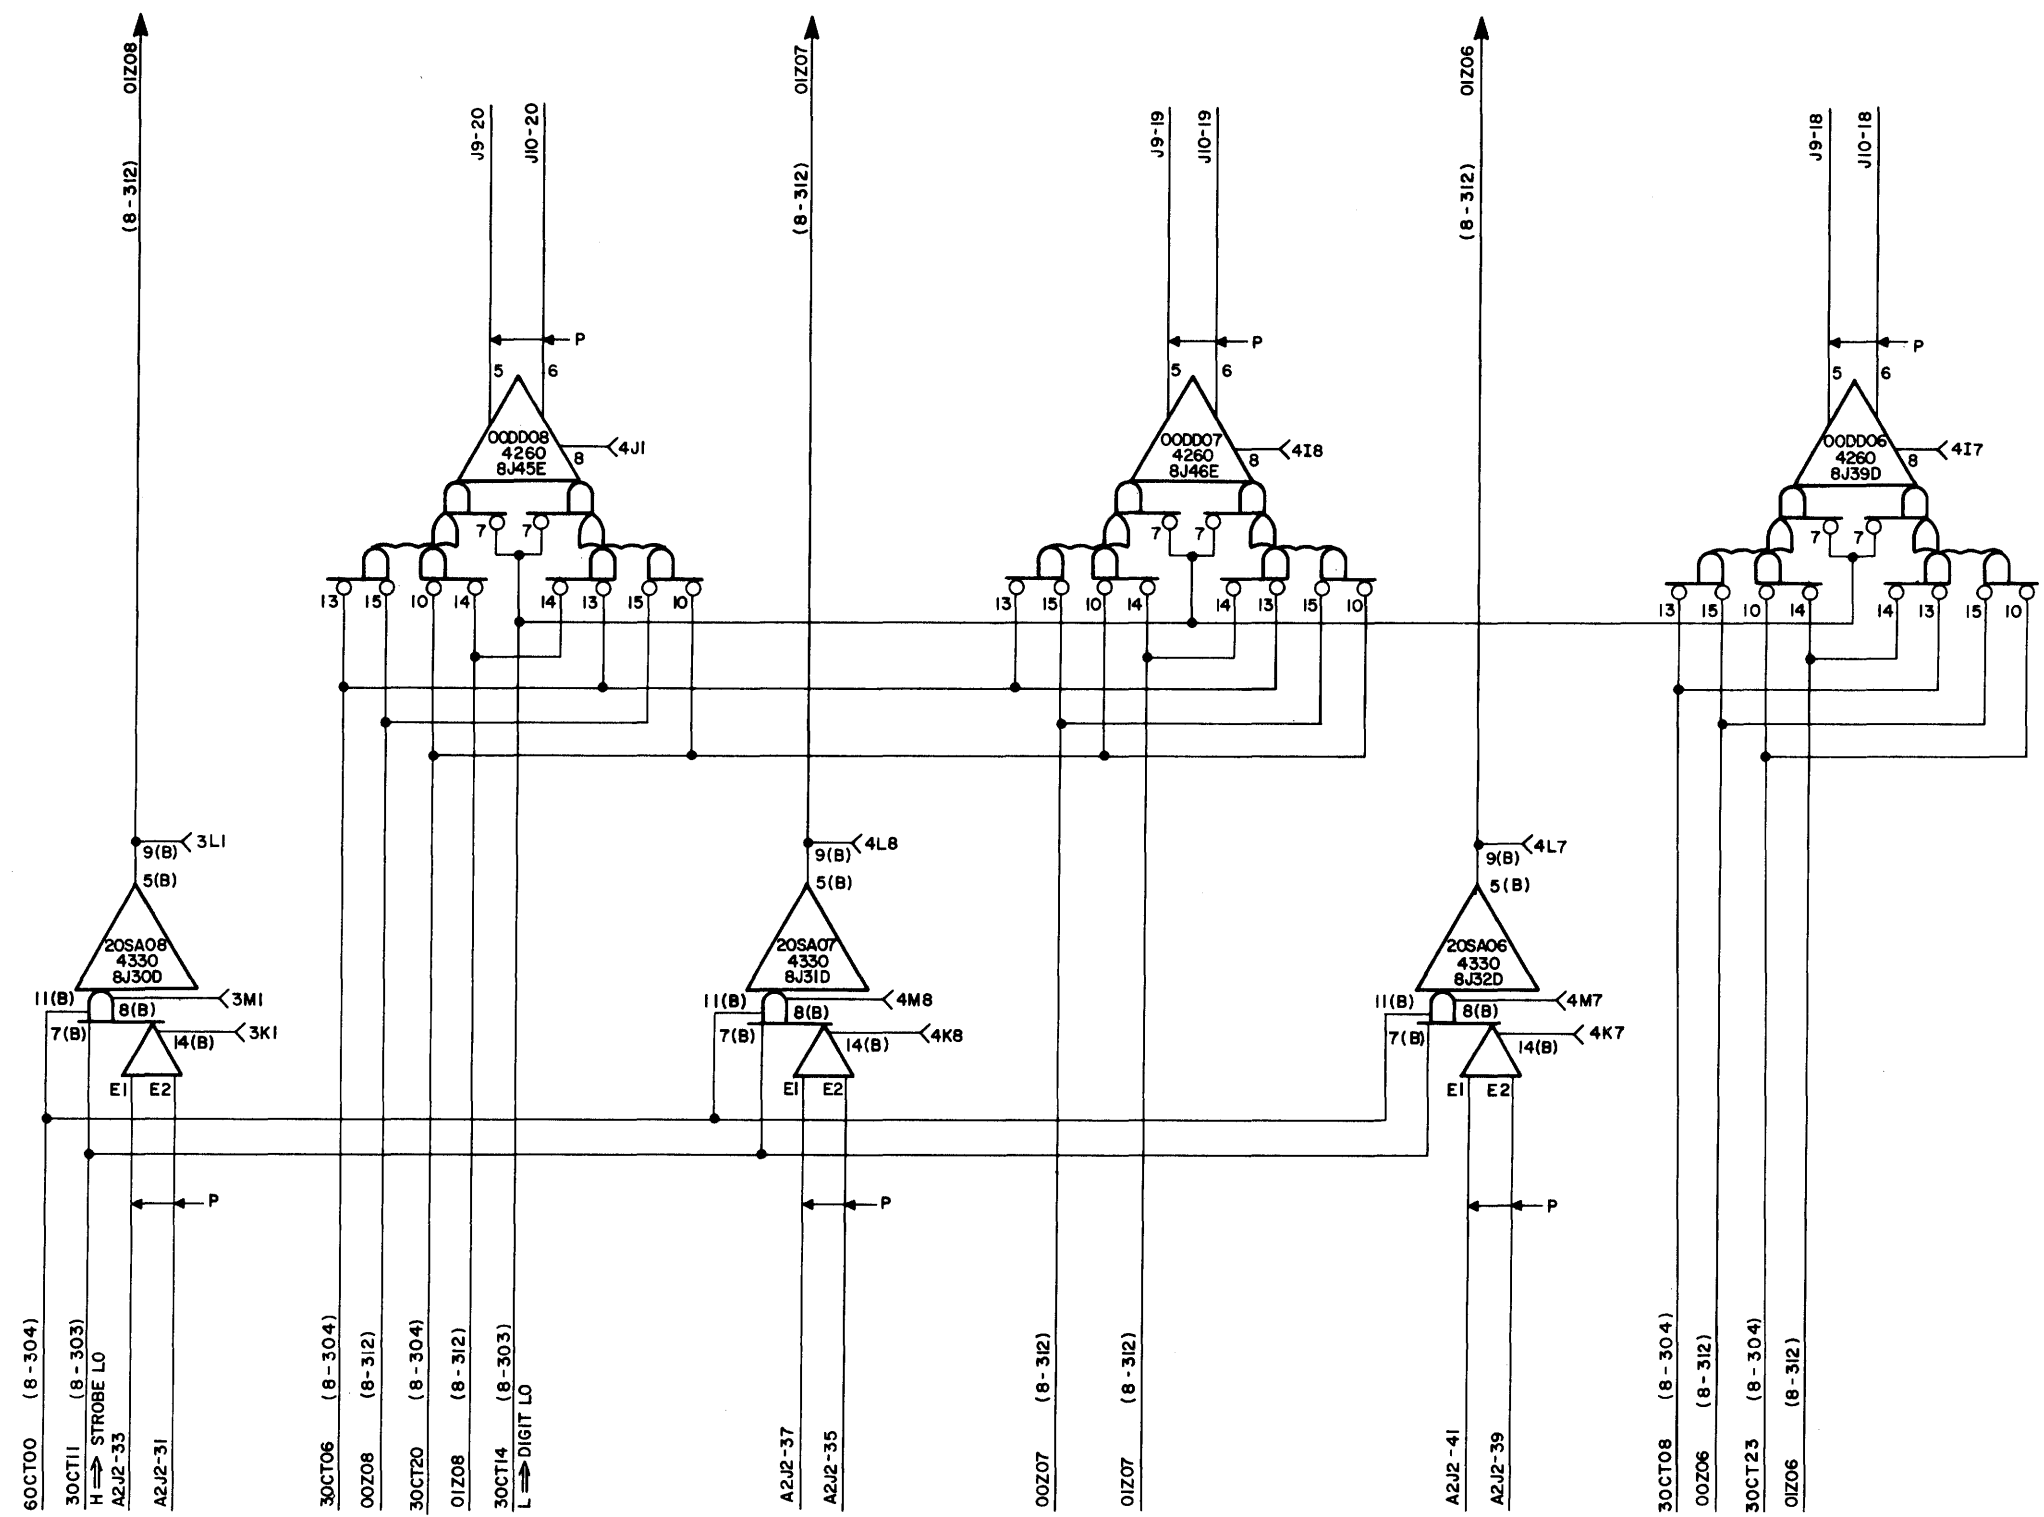 01Z08
(8-312)
01Z07
(8-312)
01Z06
(8-312)
J9-20
J10-20
J9-19
J10-19
J9-18
J10-18
P
P
P
5
6
5
6
5
6
00DD08
4260
8J45E
8
4J1
00DD07
4260
8J46E
8
4I8
00DD06
4260
8J39D
8
4I7
7
7
7
7
7
7
13
15
10
14
14
13
15
10
13
15
10
14
14
13
15
10
13
15
10
14
14
13
15
10
3L1
9(B)
5(B)
4L8
9(B)
5(B)
4L7
9(B)
5(B)
20SA08
4330
8J30D
20SA07
4330
8J31D
20SA06
4330
8J32D
11(B)
8(B)
3M1
7(B)
14(B)
3K1
E1
E2
11(B)
8(B)
4M8
7(B)
14(B)
4K8
E1
E2
11(B)
8(B)
4M7
7(B)
14(B)
4K7
E1
E2
P
P
P
60CT00 (8-304)
30CT11 (8-303)
H ⟹ STROBE LO
A2J2-33
A2J2-31
30CT06 (8-304)
00Z08 (8-312)
30CT20 (8-304)
01Z08 (8-312)
30CT14 (8-303)
L ⟹ DIGIT LO
A2J2-37
A2J2-35
00Z07 (8-312)
01Z07 (8-312)
A2J2-41
A2J2-39
30CT08 (8-304)
00Z06 (8-312)
30CT23 (8-304)
01Z06 (8-312)